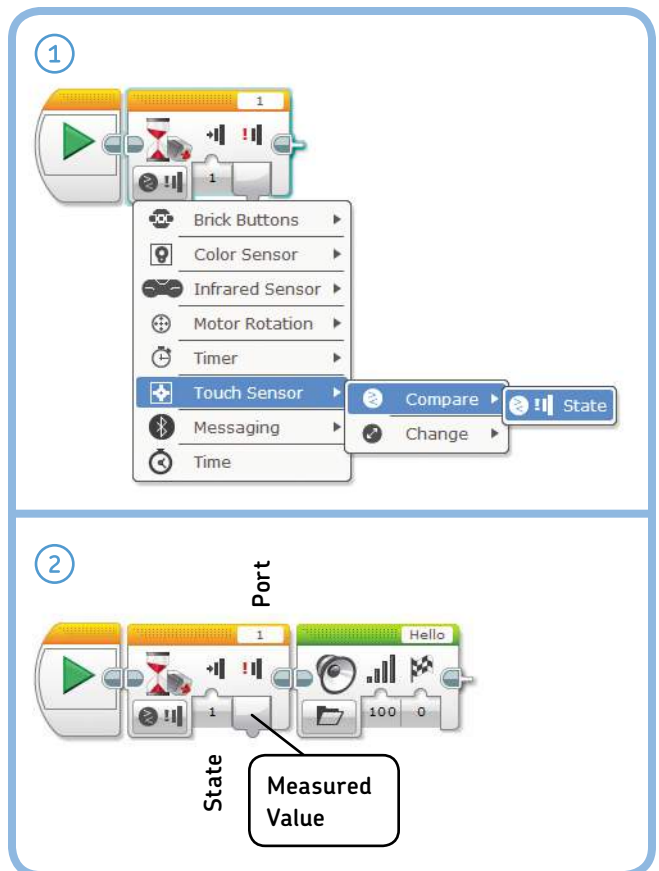 1
1
1
Brick Buttons
Color Sensor
Infrared Sensor
Motor Rotation
Timer
Touch Sensor
Compare
State
Messaging
Change
Time
2
Port
1
Hello
1
100 0
State
Measured
Value